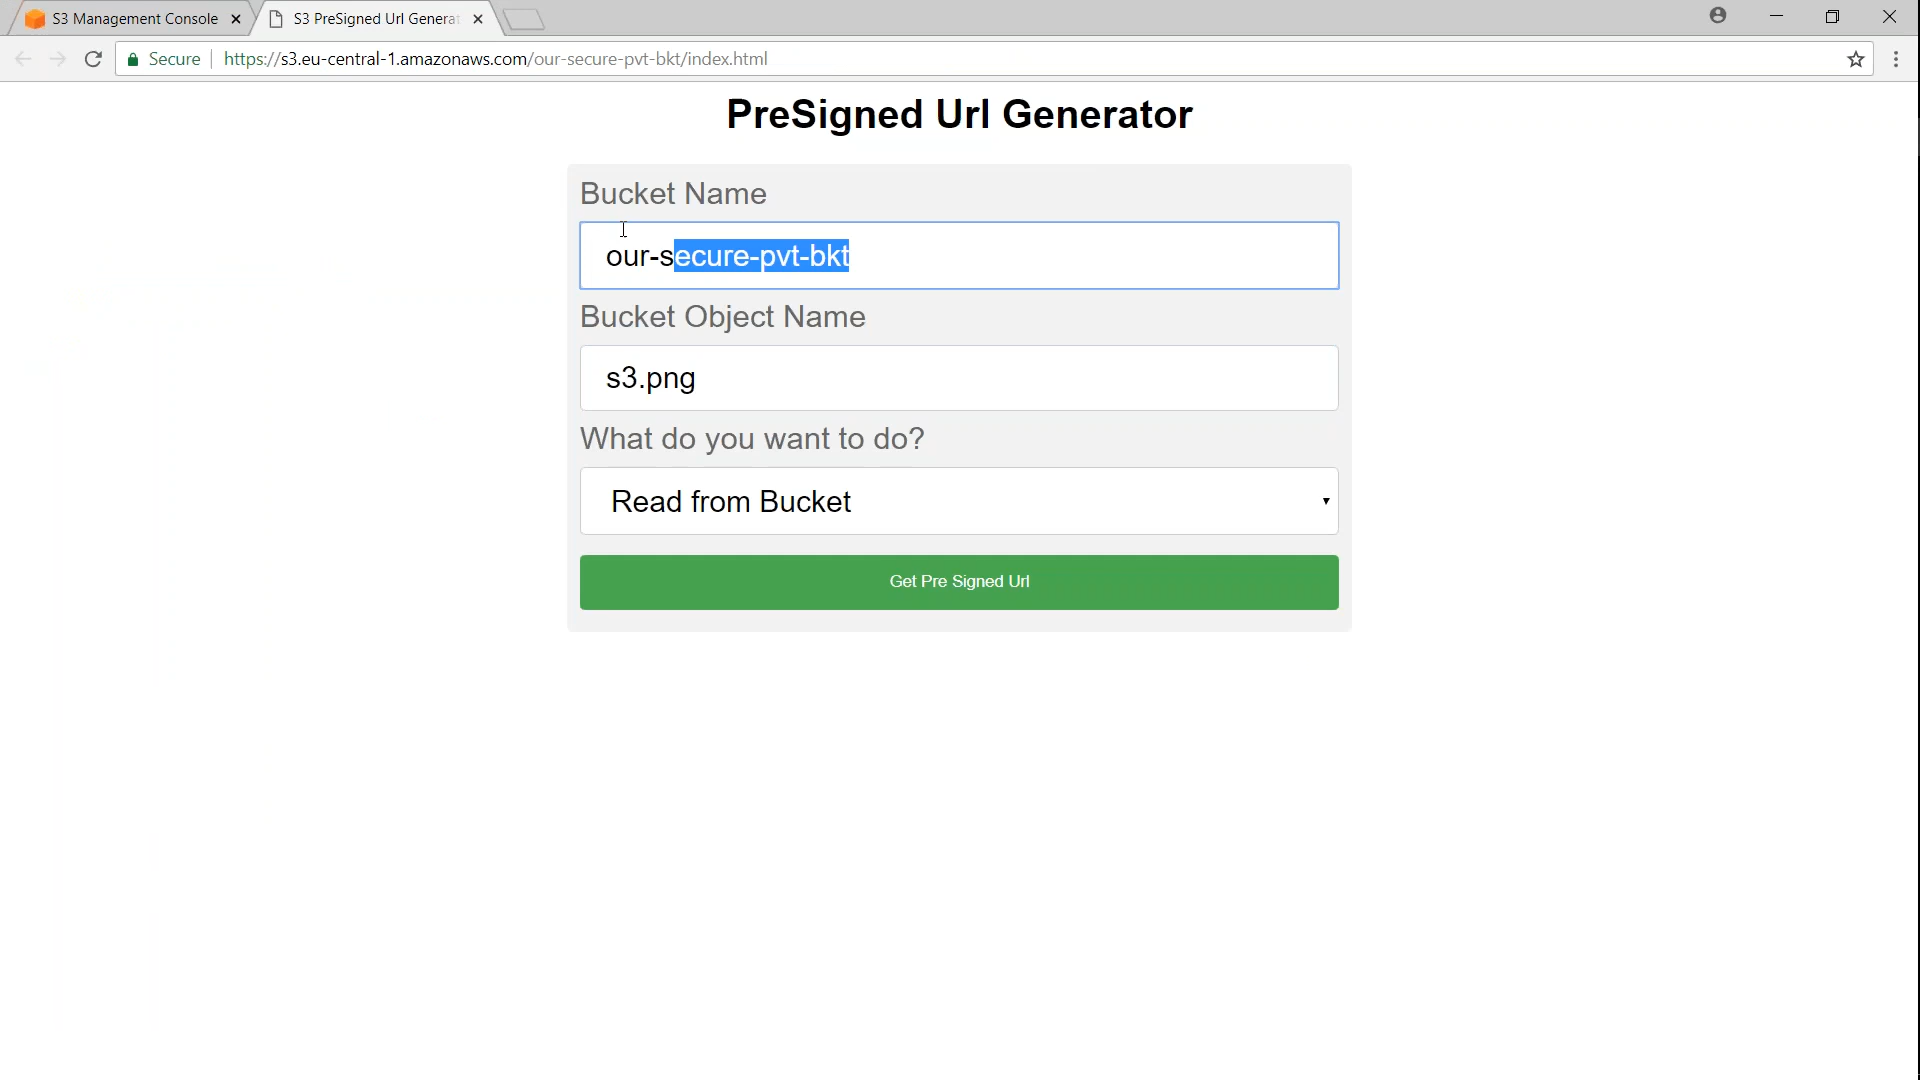 S3 Management Console
S3 PreSigned Url Generat
Secure
https://s3.eu-central-1.amazonaws.com/our-secure-pvt-bkt/index.html
PreSigned Url Generator
Bucket Name
our-secure-pvt-bkt
Bucket Object Name
s3.png
What do you want to do?
Read from Bucket
Get Pre Signed Url